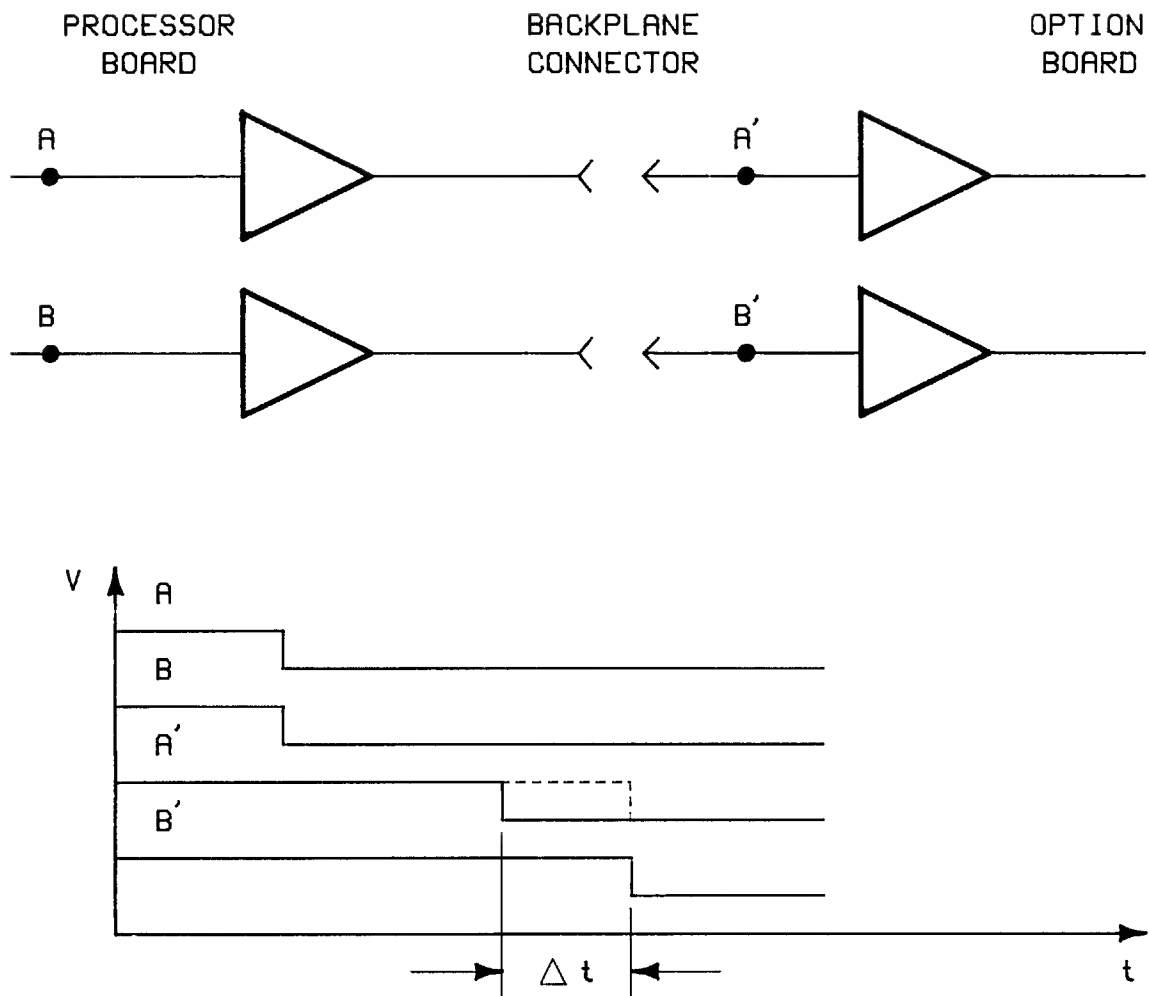 PROCESSOR BOARD
BACKPLANE CONNECTOR
OPTION BOARD
A
A′
B
B′
V
A
B
A′
B′
△ t
t